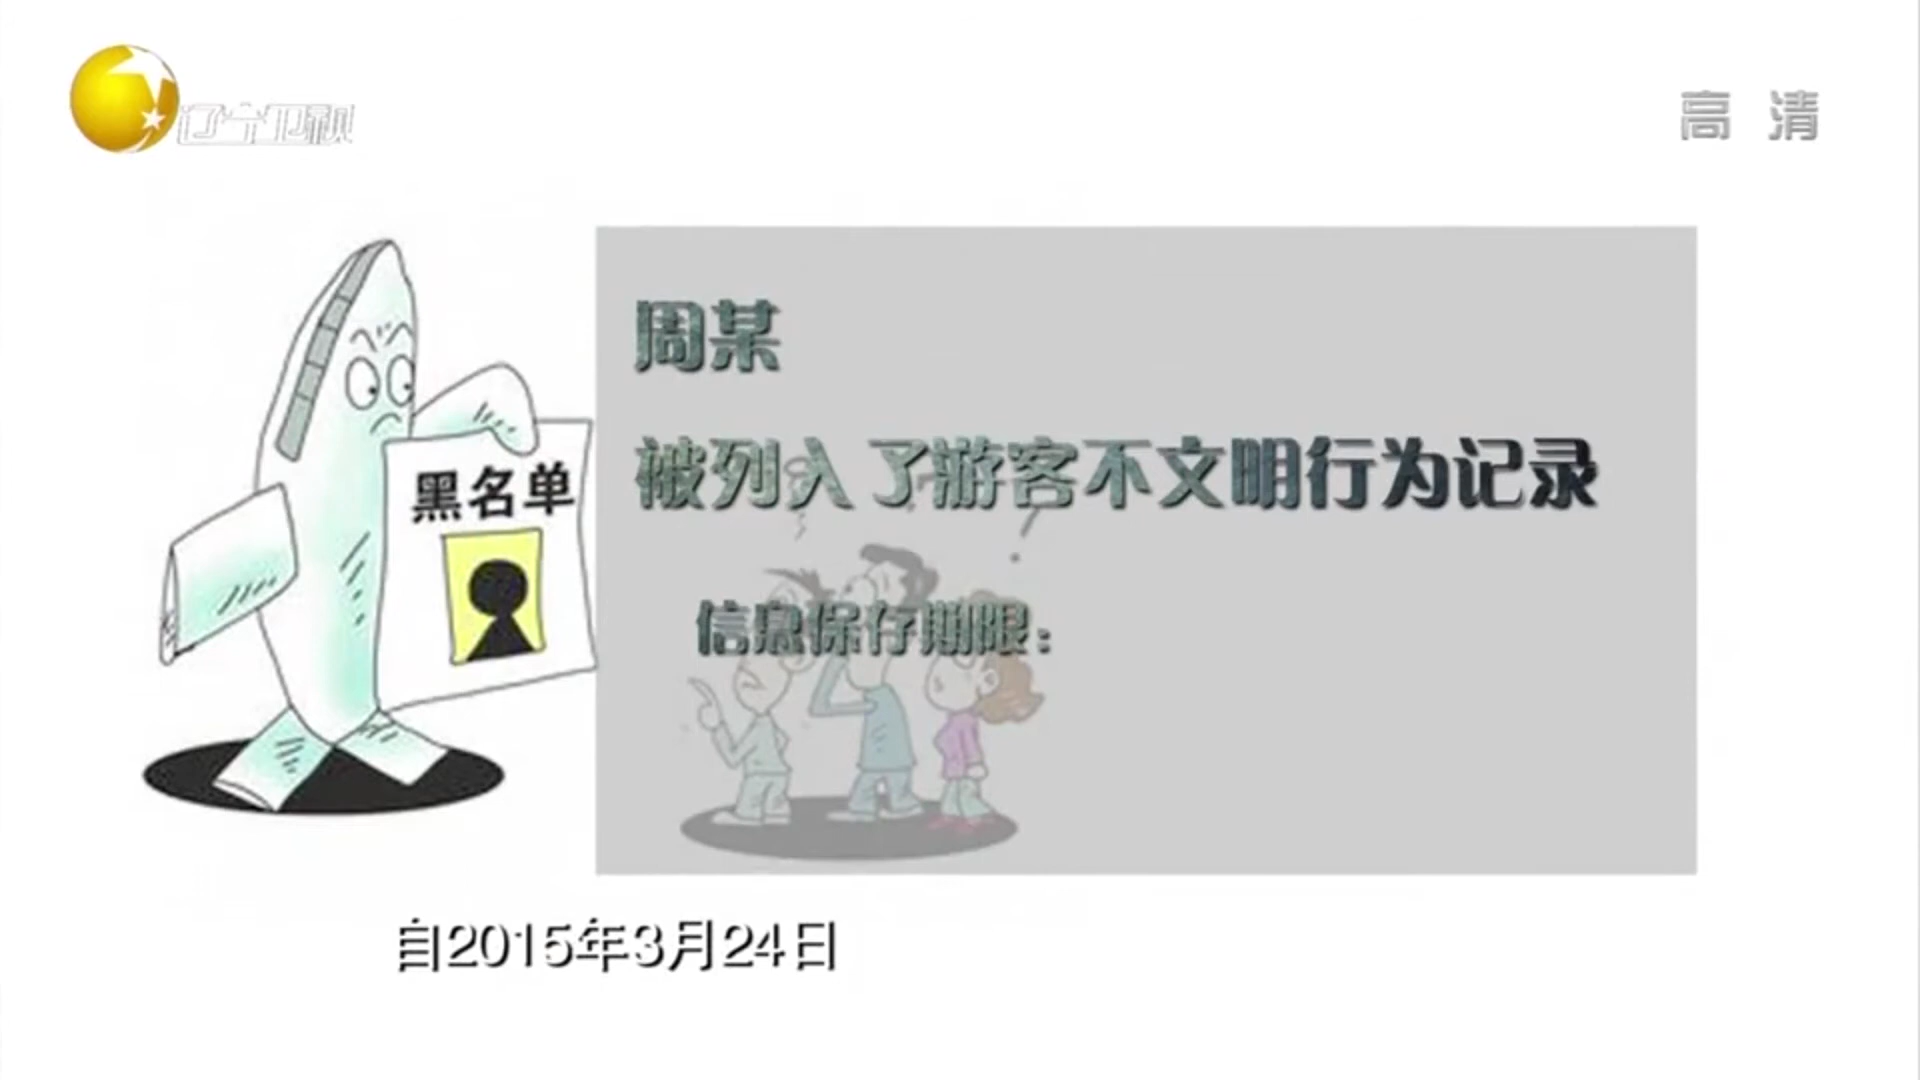 辽宁卫视
高清
周某
被列入了游客不文明行为记录
黑名单
信息保存期限：
自2015年3月24日